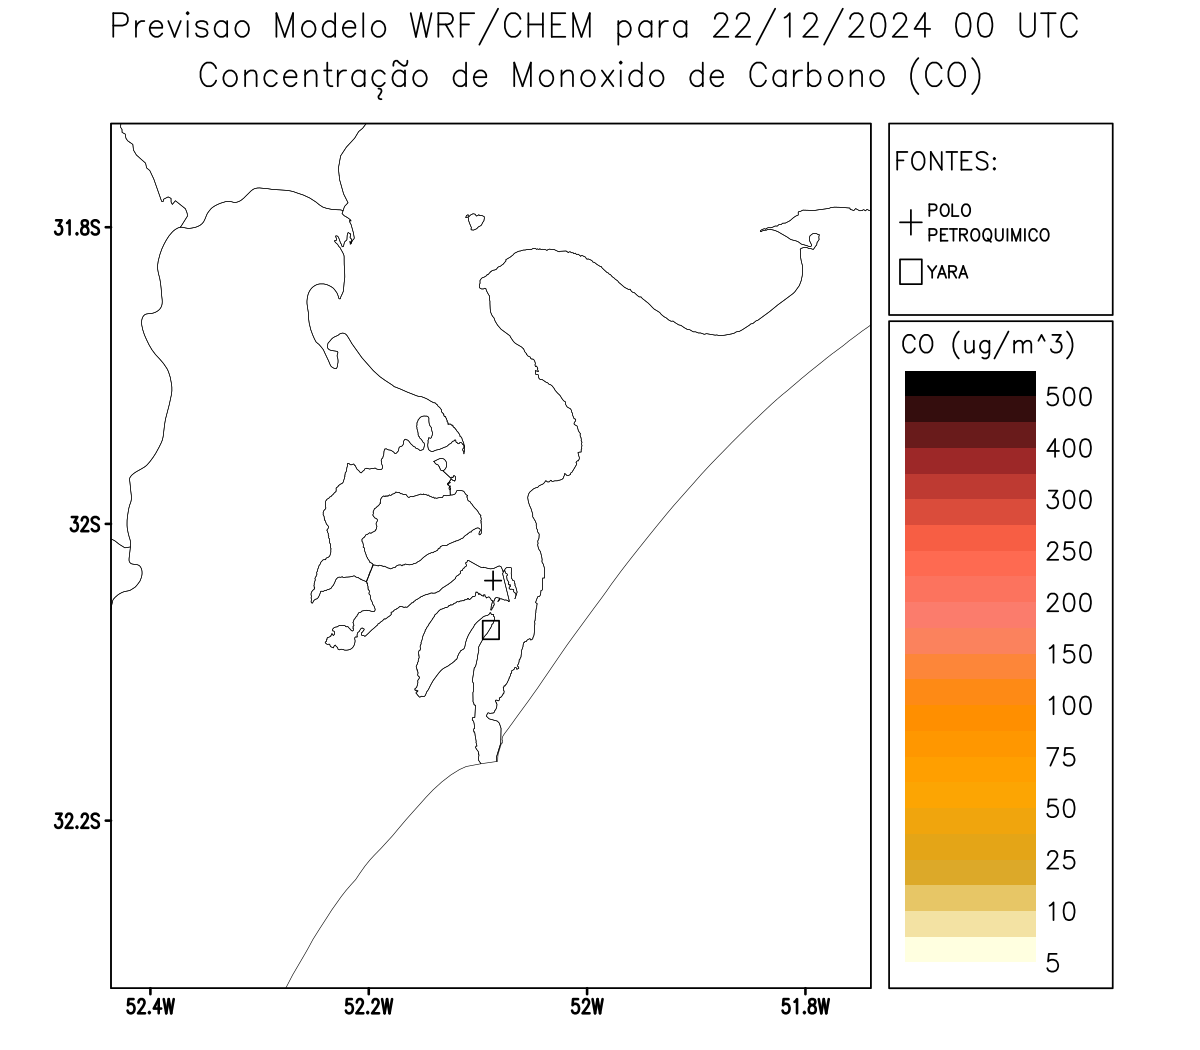 Previsao Modelo WRF/CHEM para 22/12/2024 00 UTC
Concentração de Monoxido de Carbono (CO)
FONTES:
POLO
PETROQUIMICO
YARA
CO (ug/m^3)
500
400
300
250
200
150
100
75
50
25
10
5
31.8S
32S
32.2S
52.4W
52.2W
52W
51.8W